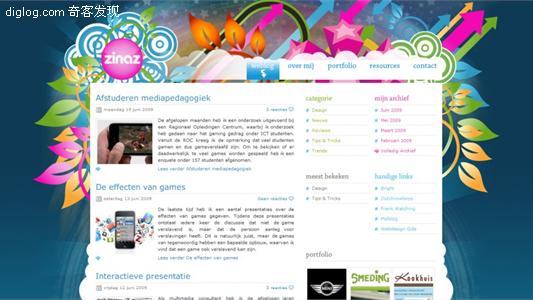 diglog.com 奇客发现
zinaz
over mij
portfolio
resources
contact
Afstuderen mediapedagogiek
maandag 15 juni 2009
2 reacties
De afgelopen maanden heb ik een onderzoek uitgevoerd bij
een Regionaal Opleidingen Centrum, waarbij ik onderzoek
heb gedaan naar het gaming gedrag onder ICT studenten.
Vanuit de ROC kreeg ik de opmerking dat veel studenten
gamen en dus gameverslaafd zijn. Om te bekijken of er
daadwerkelijk te veel games worden gespeeld heb ik een
enquete onder 157 studenten afgenomen.
Lees verder Afstuderen mediapedagogiek
De effecten van games
zaterdag 13 juni 2009
Geen reacties
De laatste tijd heb ik een aantal presentaties over de
effecten van games gegeven. Tijdens deze presentaties
ontstaat iedere keer de discussie dat niet de game
verslavend is, maar dat de persoon aanleg voor
verslavingen heeft. Dit is natuurlijk juist, maar de games
van tegenwoordig hebben een bepaalde opbouw, waarvan ik
vind dat een game ook verslavend kan zijn.
Lees verder De effecten van games
Interactieve presentatie
vrijdag 12 juni 2009
3 reacties
Als multimedia consultant heb ik de afgelopen jaren
categorie
Design
Nieuws
Reviews
Tips & Tricks
Trends
mijn archief
Juni 2009
Mei 2009
Maart 2009
Februari 2009
Volledig Archief
meest bekeken
Design
Tips & Tricks
handige links
Bright
Dutchcowboys
Frank Watching
Molblog
Webdesign Gids
portfolio
MINI
SMEDING
Kookhuis